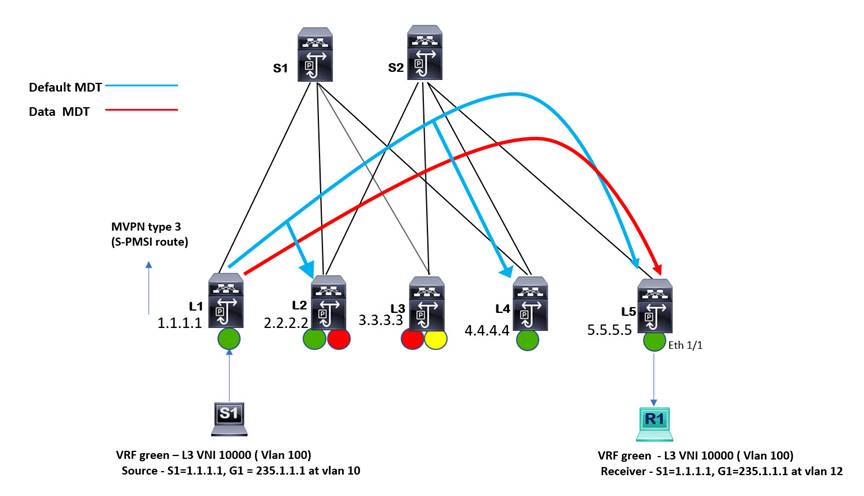 S1
S2
Default MDT
Data MDT
MVPN type 3
(S-PMSI route)
L1
1.1.1.1
L2
2.2.2.2
L3
3.3.3.3
L4
4.4.4.4
L5
5.5.5.5
Eth 1/1
P
P
P
P
P
P
P
S1
R1
VRF green – L3 VNI 10000 ( Vlan 100)
Source - S1=1.1.1.1, G1 = 235.1.1.1 at vlan 10
VRF green - L3 VNI 10000 ( Vlan 100)
Receiver - S1=1.1.1.1, G1=235.1.1.1 at vlan 12